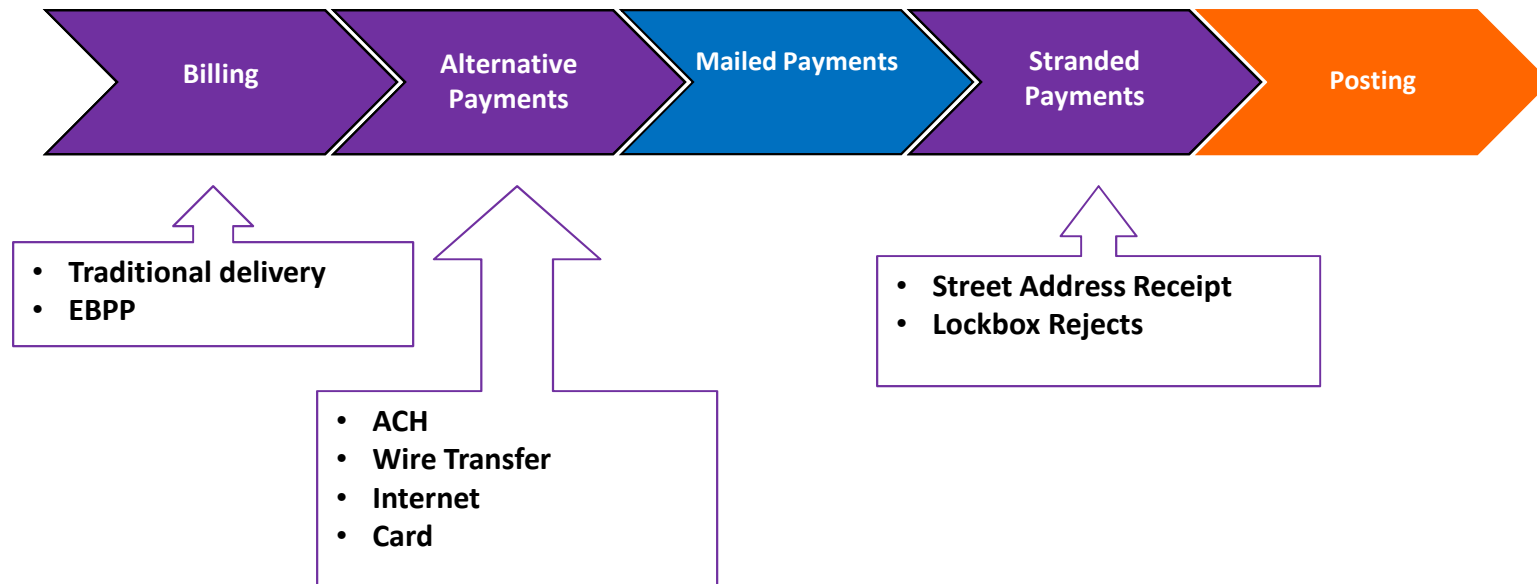 Billing
Alternative
Payments
Mailed Payments
Stranded
Payments
Posting
• Traditional delivery
• EBPP
• ACH
• Wire Transfer
• Internet
• Card
• Street Address Receipt
• Lockbox Rejects